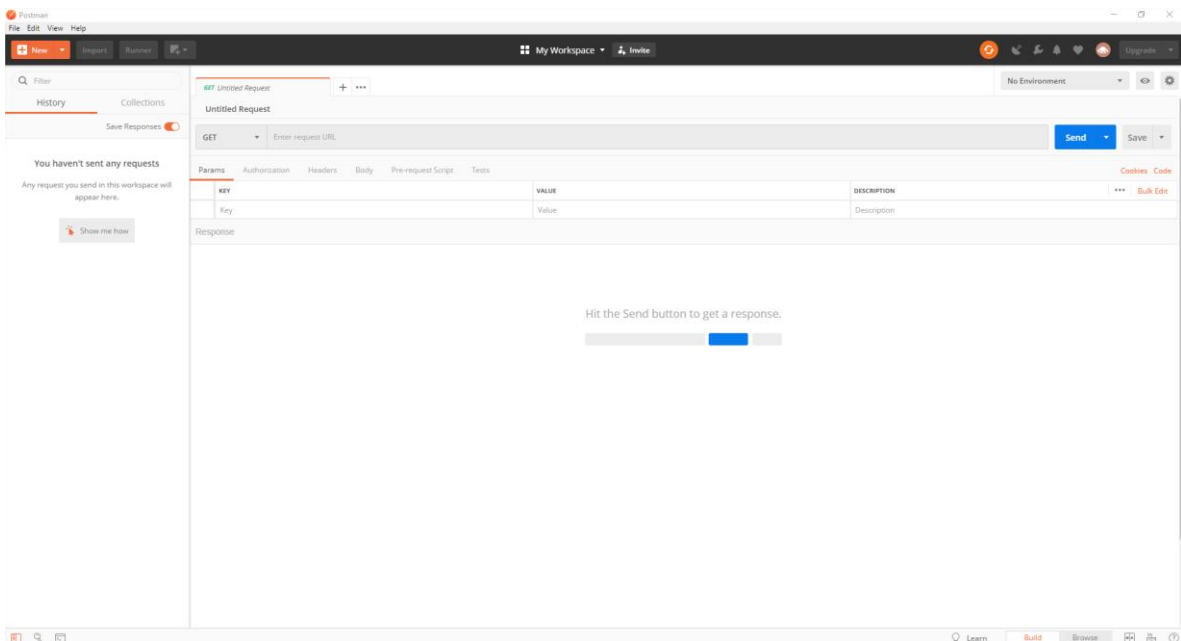 Postman
File Edit View Help
New Import Runner My Workspace Invite Upgrade
Filter
History Collections
Save Responses
You haven't sent any requests
Any request you send in this workspace will
appear here.
Show me how
GET Untitled Request
No Environment
Untitled Request
GET Enter request URL Send Save
Params Authorization Headers Body Pre-request Script Tests Cookies Code
KEY VALUE DESCRIPTION Bulk Edit
Key Value Description
Response
Hit the Send button to get a response.
Learn Build Browse